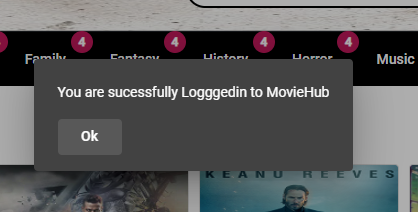 4 4 4 4
Family Fantasy History Horror Music
You are sucessfully Logggedin to MovieHub
Ok
KEANU REEVES